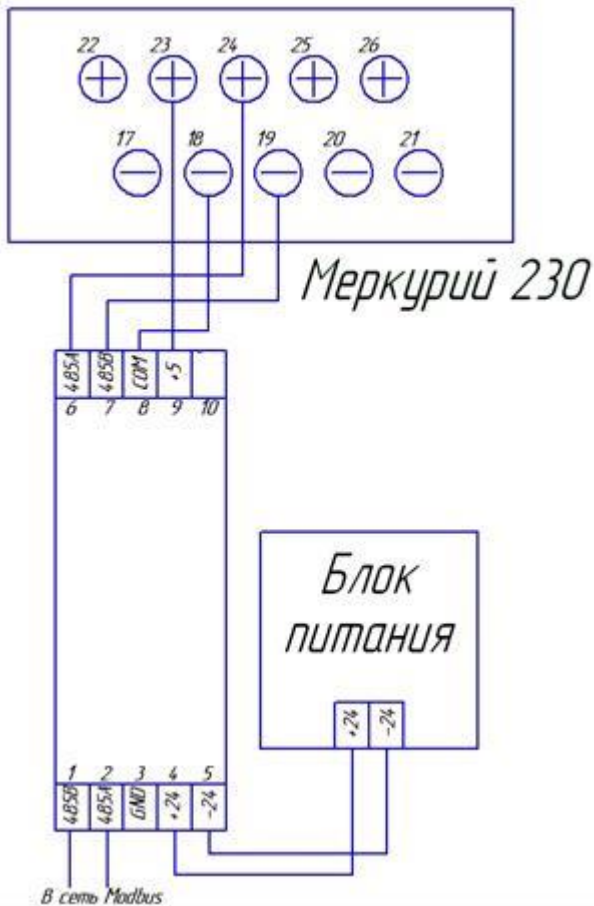 22 23 24 25 26
17 18 19 20 21
Меркурий 230
485A 485B COM +5
6 7 8 9 10
Блок
питания
+24 -24
1 2 3 4 5
485B 485A GND +24 -24
В сеть Modbus